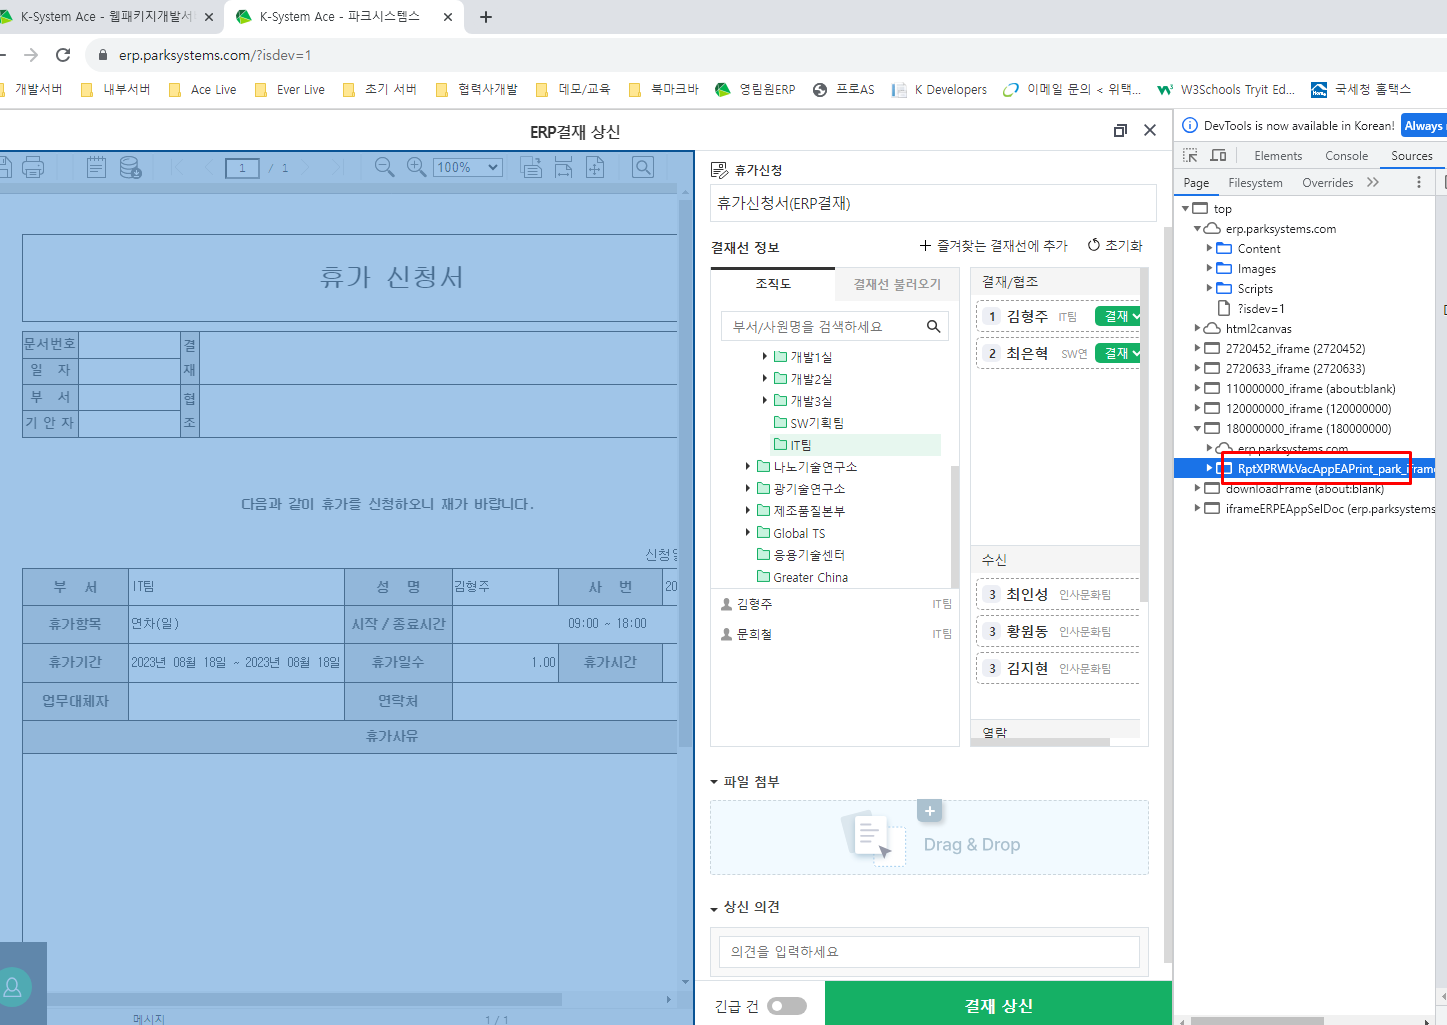 K-System Ace - 웹패키지개발서
K-System Ace - 파크시스템스
erp.parksystems.com/?isdev=1
개발서버
내부서버
Ace Live
Ever Live
초기 서버
협력사개발
데모/교육
북마크바
영림원ERP
프로AS
K Developers
이메일 문의 < 위택...
W3Schools Tryit Ed...
국세청 홈택스
ERP결재 상신
1 / 1
100%
휴가 신청서
문서번호
일 자
부 서
기 안 자
결
재
협
조
다음과 같이 휴가를 신청하오니 재가 바랍니다.
신청일
부 서 IT팀 성 명 김형주 사 번 20
휴가항목 연차(일) 시작 / 종료시간 09:00 ~ 18:00
휴가기간 2023년 08월 18일 ~ 2023년 08월 18일 휴가일수 1.00 휴가시간
업무대체자 연락처
휴가사유
메시지 1 / 1
휴가신청
휴가신청서(ERP결재)
결재선 정보
+ 즐겨찾는 결재선에 추가 초기화
조직도 결재선 불러오기
부서/사원명을 검색하세요
개발1실
개발2실
개발3실
SW기획팀
IT팀
나노기술연구소
광기술연구소
제조품질본부
Global TS
응용기술센터
Greater China
김형주 IT팀
문희철 IT팀
결재/협조
1 김형주 IT팀 결재
2 최은혁 SW연 결재
수신
3 최인성 인사문화팀
3 황원동 인사문화팀
3 김지현 인사문화팀
열람
파일 첨부
Drag & Drop
상신 의견
의견을 입력하세요
긴급 건
결재 상신
DevTools is now available in Korean! Always
Elements Console Sources
Page Filesystem Overrides
top
erp.parksystems.com
Content
Images
Scripts
?isdev=1
html2canvas
2720452_iframe (2720452)
2720633_iframe (2720633)
110000000_iframe (about:blank)
120000000_iframe (120000000)
180000000_iframe (180000000)
erp.parksystems.com
RptXPRWkVacAppEAPrint_park_iframe
downloadFrame (about:blank)
iframeERPEAppSelDoc (erp.parksystems